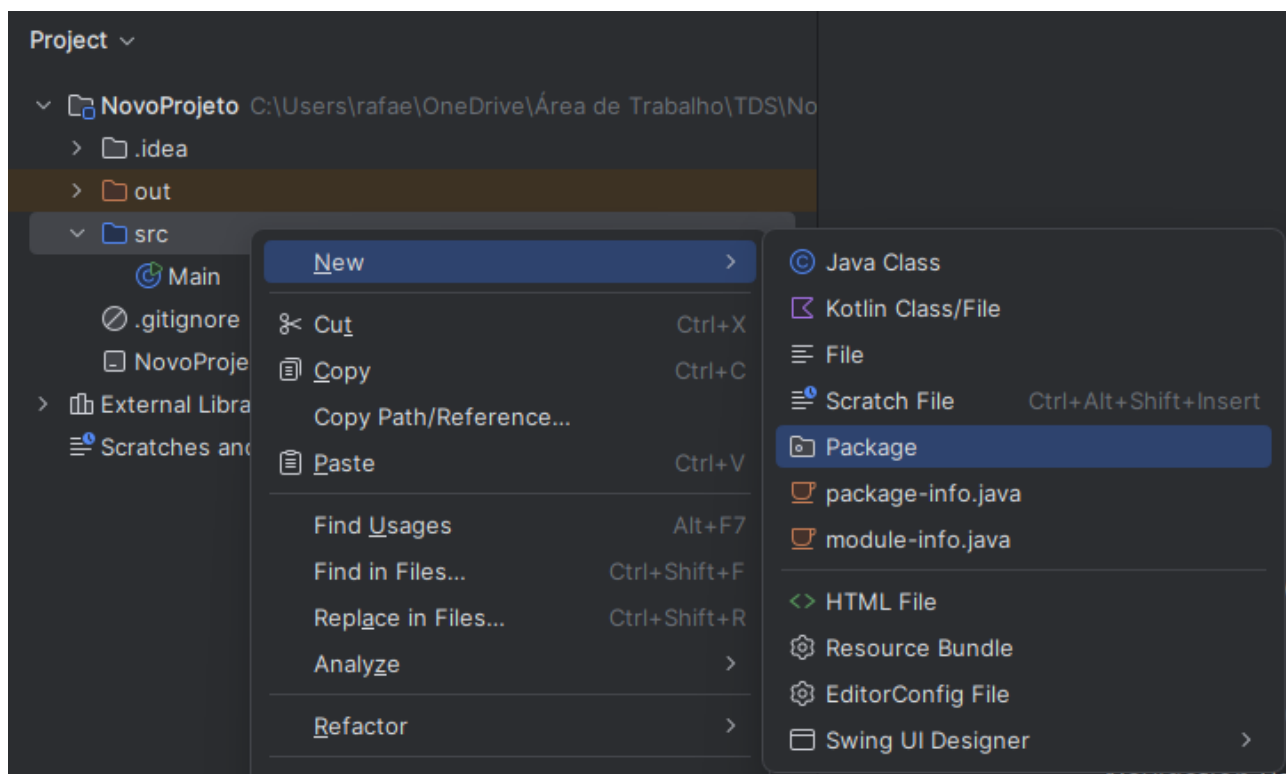 Project
NovoProjeto C:\Users\rafae\OneDrive\Área de Trabalho\TDS\No
.idea
out
src
Main
.gitignore
NovoProje
External Libra
Scratches and
New
Cut Ctrl+X
Copy Ctrl+C
Copy Path/Reference...
Paste Ctrl+V
Find Usages Alt+F7
Find in Files... Ctrl+Shift+F
Replace in Files... Ctrl+Shift+R
Analyze
Refactor
Java Class
Kotlin Class/File
File
Scratch File Ctrl+Alt+Shift+Insert
Package
package-info.java
module-info.java
HTML File
Resource Bundle
EditorConfig File
Swing UI Designer